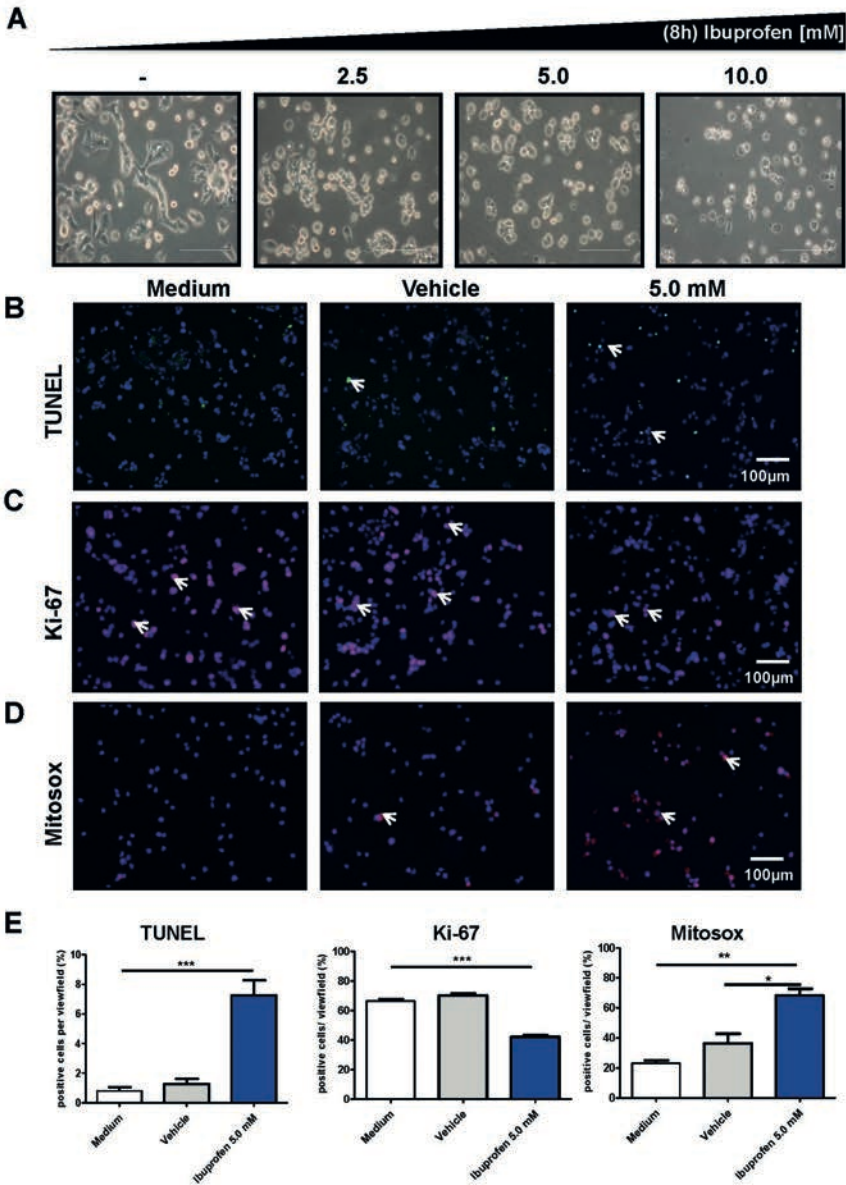 A
(8h) Ibuprofen [mM]
- 2.5 5.0 10.0
Medium Vehicle 5.0 mM
B
TUNEL
100µm
C
Ki-67
100µm
D
Mitosox
100µm
E
TUNEL
positive cells per viewfield (%)
8
6
4
2
0
***
Medium
Vehicle
Ibuprofen 5.0 mM
Ki-67
positive cells/ viewfield (%)
100
80
60
40
20
0
***
Medium
Vehicle
Ibuprofen 5.0 mM
Mitosox
positive cells/ viewfield (%)
100
80
60
40
20
0
**
*
Medium
Vehicle
Ibuprofen 5.0 mM